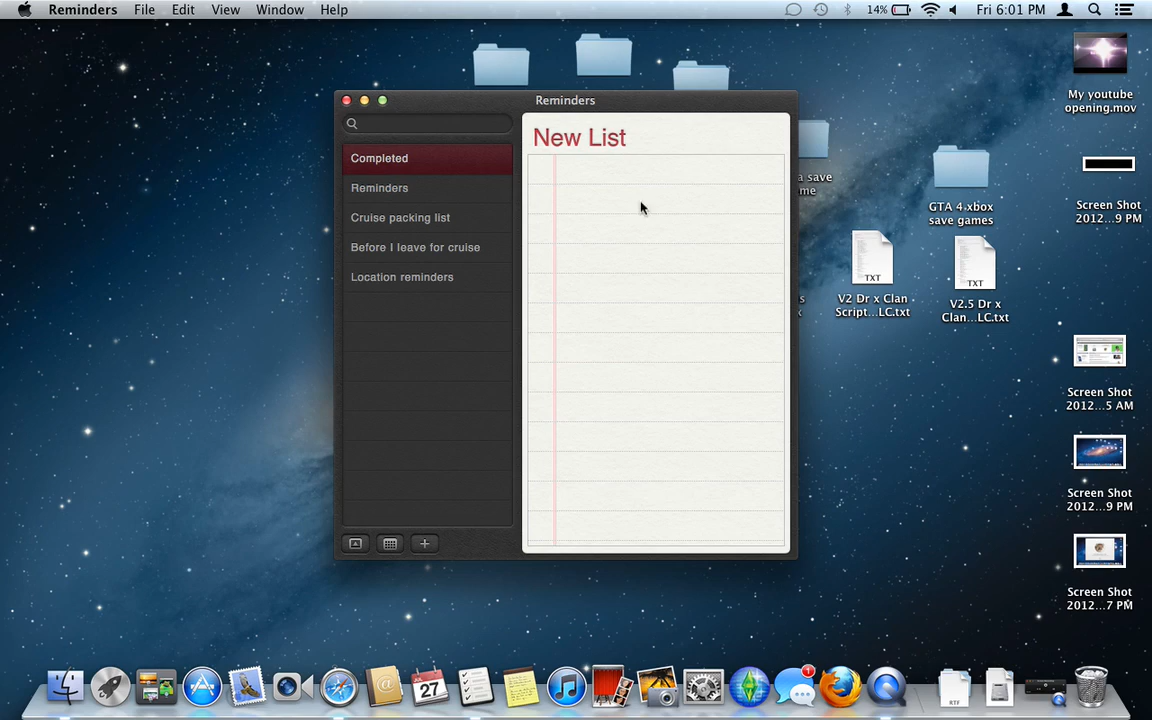 Reminders File Edit View Window Help
14% Fri 6:01 PM
My youtube
opening.mov
Reminders
New List
Completed
Reminders
Cruise packing list
Before I leave for cruise
Location reminders
save
me
GTA 4.xbox
save games
Screen Shot
2012...9 PM
TXT
V2 Dr x Clan
Script...LC.txt
TXT
V2.5 Dr x
Clan...LC.txt
Screen Shot
2012...5 AM
Screen Shot
2012...9 PM
Screen Shot
2012...7 PM
27
1
RTF